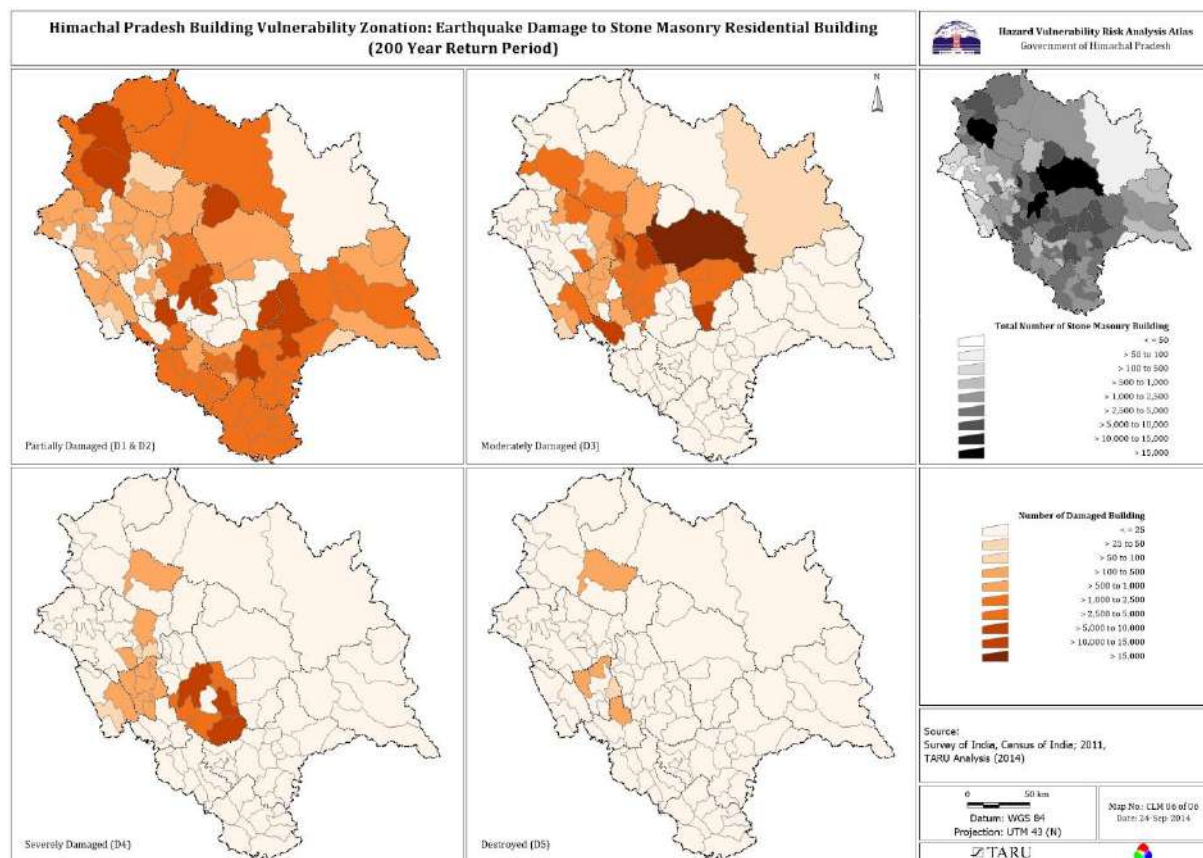 Himachal Pradesh Building Vulnerability Zonation: Earthquake Damage to Stone Masonry Residential Building
(200 Year Return Period)
Hazard Vulnerability Risk Analysis Atlas
Government of Himachal Pradesh
N
Partially Damaged (D1 & D2)
Moderately Damaged (D3)
Total Number of Stone Masonry Building
< = 50
> 50 to 100
> 100 to 500
> 500 to 1,000
> 1,000 to 2,500
> 2,500 to 5,000
> 5,000 to 10,000
> 10,000 to 15,000
> 15,000
Severely Damaged (D4)
Destroyed (D5)
Number of Damaged Building
< = 25
> 25 to 50
> 50 to 100
> 100 to 500
> 500 to 1,000
> 1,000 to 2,500
> 2,500 to 5,000
> 5,000 to 10,000
> 10,000 to 15,000
> 15,000
Source:
Survey of India, Census of India; 2011,
TARU Analysis (2014)
0 50 km
Datum: WGS 84
Projection: UTM 43 (N)
Map No.: CLM 06 of 06
Date: 24-Sep 2014
TARU